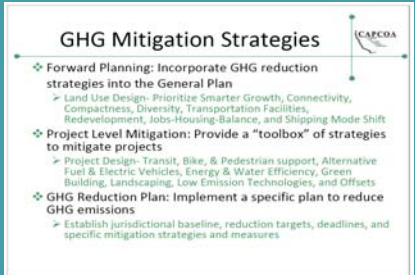 CAPCOA
GHG Mitigation Strategies
Forward Planning: Incorporate GHG reduction
strategies into the General Plan
Land Use Design- Prioritize Smarter Growth, Connectivity,
Compactness, Diversity, Transportation Facilities,
Redevelopment, Jobs-Housing-Balance, and Shipping Mode Shift
Project Level Mitigation: Provide a “toolbox” of strategies
to mitigate projects
Project Design- Transit, Bike, & Pedestrian support, Alternative
Fuel & Electric Vehicles, Energy & Water Efficiency, Green
Building, Landscaping, Low Emission Technologies, and Offsets
GHG Reduction Plan: Implement a specific plan to reduce
GHG emissions
Establish jurisdictional baseline, reduction targets, deadlines, and
specific mitigation strategies and measures